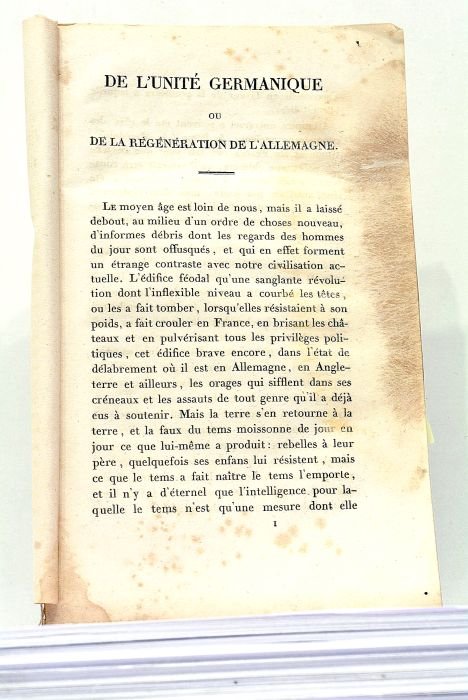 DE L'UNITÉ GERMANIQUE
OU
DE LA RÉGÉNÉRATION DE L'ALLEMAGNE.
LE moyen âge est loin de nous, mais il a laissé
debout, au milieu d'un ordre de choses nouveau,
d'informes débris dont les regards des hommes
du jour sont offusqués, et qui en effet forment
un étrange contraste avec notre civilisation ac-
tuelle. L'édifice féodal qu'une sanglante révolu-
tion dont l'inflexible niveau a courbé les têtes,
ou les a fait tomber, lorsqu'elles résistaient à son
poids, a fait crouler en France, en brisant les châ-
teaux et en pulvérisant tous les privilèges poli-
tiques, cet édifice brave encore, dans l'état de
délabrement où il est en Allemagne, en Angle-
terre et ailleurs, les orages qui sifflent dans ses
créneaux et les assauts de tout genre qu'il a déjà
eus à soutenir. Mais la terre s'en retourne à la
terre, et la faux du tems moissonne de jour en
jour ce que lui-même a produit : rebelles à leur
père, quelquefois ses enfans lui résistent, mais
ce que le tems a fait naître le tems l'emporte,
et il n'y a d'éternel que l'intelligence pour la-
quelle le tems n'est qu'une mesure dont elle
1